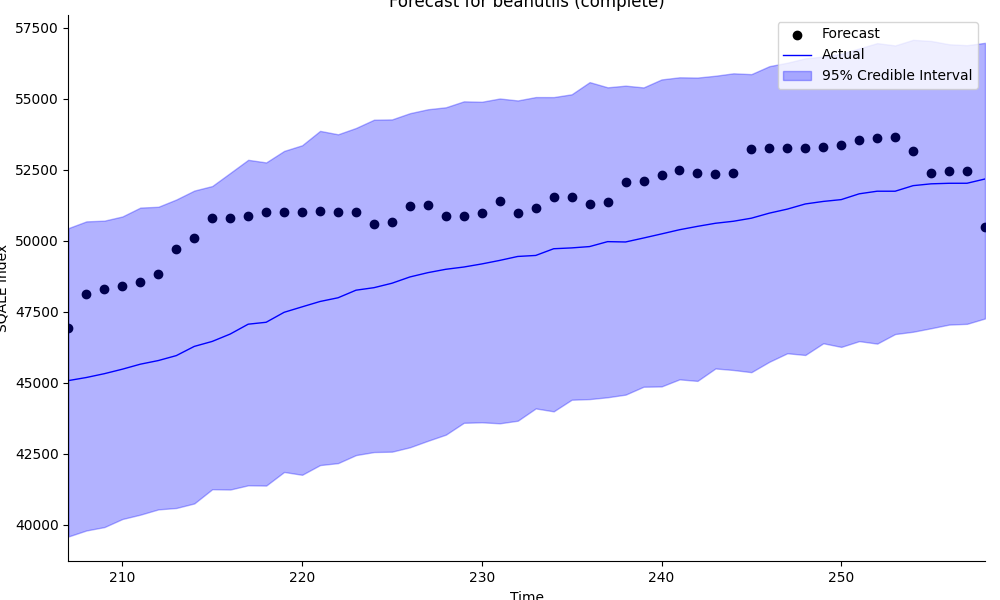 Forecast for beanutils (complete)
57500
55000
52500
50000
47500
45000
42500
40000
SQALE Index
210
220
230
240
250
Time
Forecast
Actual
95% Credible Interval